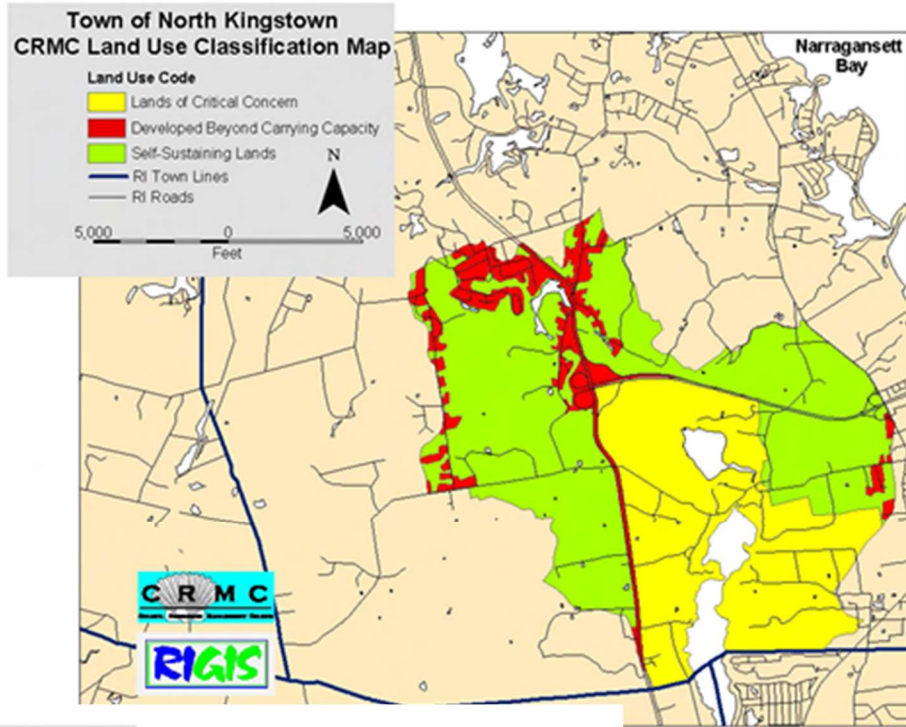 Town of North Kingstown
CRMC Land Use Classification Map
Land Use Code
Lands of Critical Concern
Developed Beyond Carrying Capacity
Self-Sustaining Lands
RI Town Lines
RI Roads
N
5,000 0 5,000
Feet
Narragansett
Bay
CRMC
RIGIS